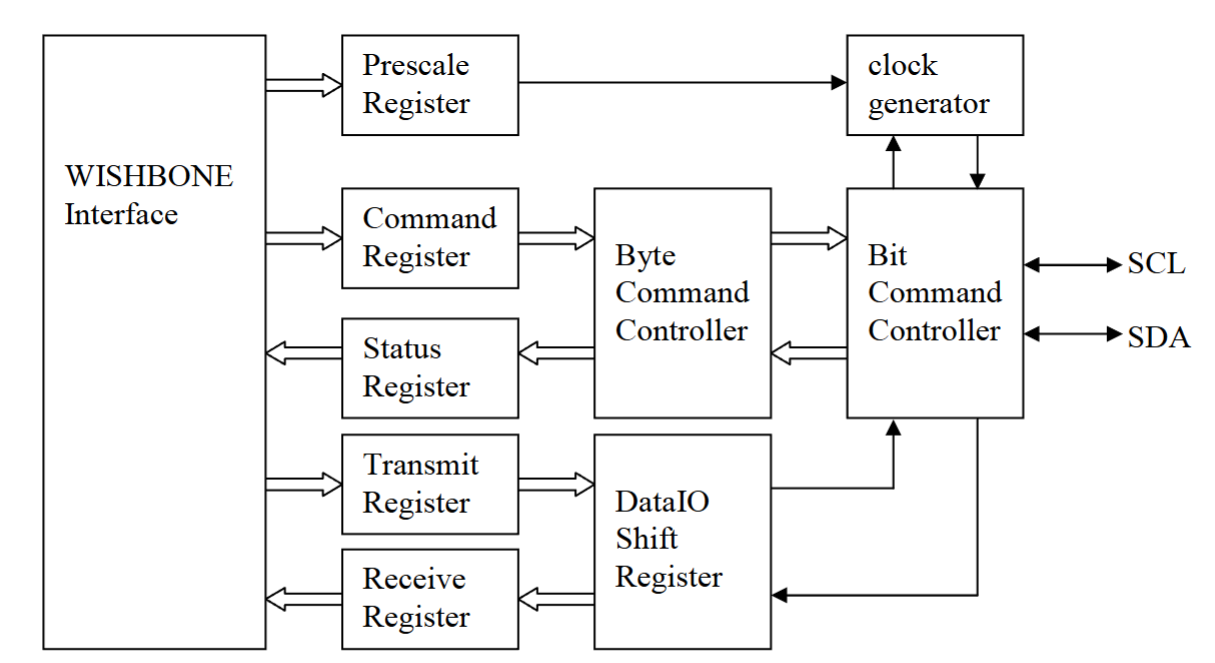 WISHBONE
Interface
Prescale
Register
clock
generator
Command
Register
Byte
Command
Controller
Bit
Command
Controller
SCL
SDA
Status
Register
Transmit
Register
DataIO
Shift
Register
Receive
Register